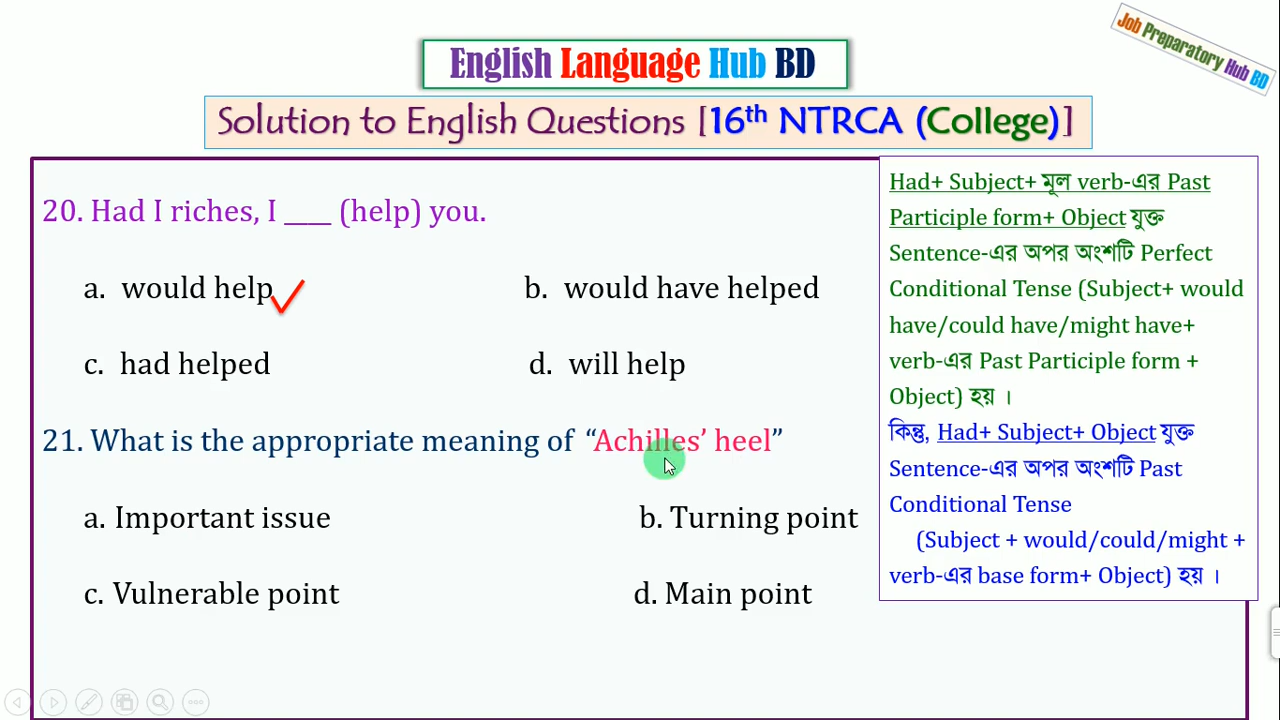 Job Preparatory Hub BD
English Language Hub BD
Solution to English Questions [16th NTRCA (College)]
20. Had I riches, I ____ (help) you.
a. would help
b. would have helped
c. had helped
d. will help
21. What is the appropriate meaning of “Achilles’ heel”
a. Important issue
b. Turning point
c. Vulnerable point
d. Main point
Had+ Subject+ মূল verb-এর Past
Participle form+ Object যুক্ত
Sentence-এর অপর অংশটি Perfect
Conditional Tense (Subject+ would
have/could have/might have+
verb-এর Past Participle form +
Object) হয় ।
কিন্তু, Had+ Subject+ Object যুক্ত
Sentence-এর অপর অংশটি Past
Conditional Tense
(Subject + would/could/might +
verb-এর base form+ Object) হয় ।